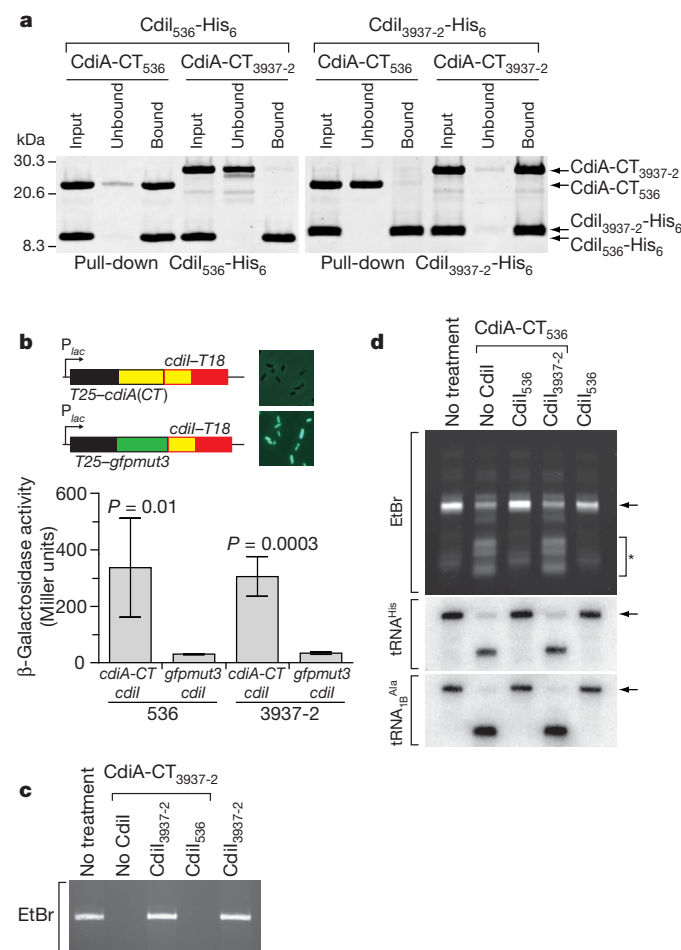 a
CdiI536–His6 CdiI3937-2–His6
CdiA-CT536 CdiA-CT3937-2 CdiA-CT536 CdiA-CT3937-2
Input Unbound Bound Input Unbound Bound Input Unbound Bound Input Unbound Bound
kDa
30.3
20.6
8.3
CdiA-CT3937-2
CdiA-CT536
CdiI3937-2-His6
CdiI536-His6
Pull-down CdiI536-His6 Pull-down CdiI3937-2-His6
b
Plac
cdiI–T18
T25–cdiA(CT)
Plac
cdiI–T18
T25–gfpmut3
β-Galactosidase activity
(Miller units)
600
400
200
0
P = 0.01
P = 0.0003
cdiA-CT gfpmut3 cdiA-CT gfpmut3
cdiI cdiI cdiI cdiI
536 3937-2
c
CdiA-CT3937-2
No treatment
No CdiI
CdiI3937-2
CdiI536
CdiI3937-2
EtBr
d
CdiA-CT536
No treatment
No CdiI
CdiI536
CdiI3937-2
CdiI536
EtBr
*
tRNAHis
tRNA1BAla